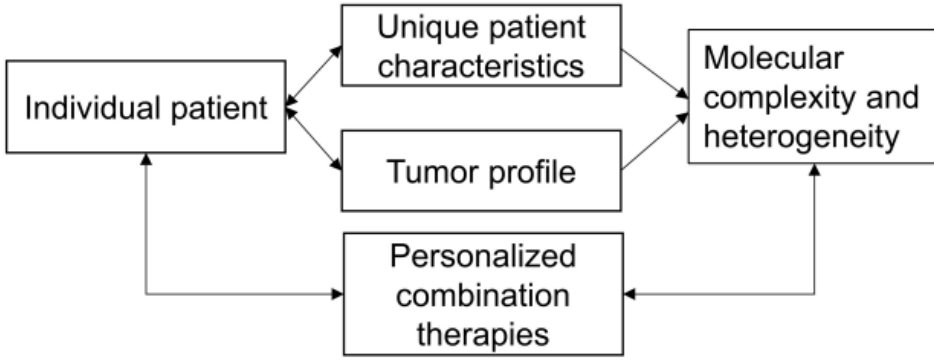 Individual patient
Unique patient
characteristics
Tumor profile
Personalized
combination
therapies
Molecular
complexity and
heterogeneity